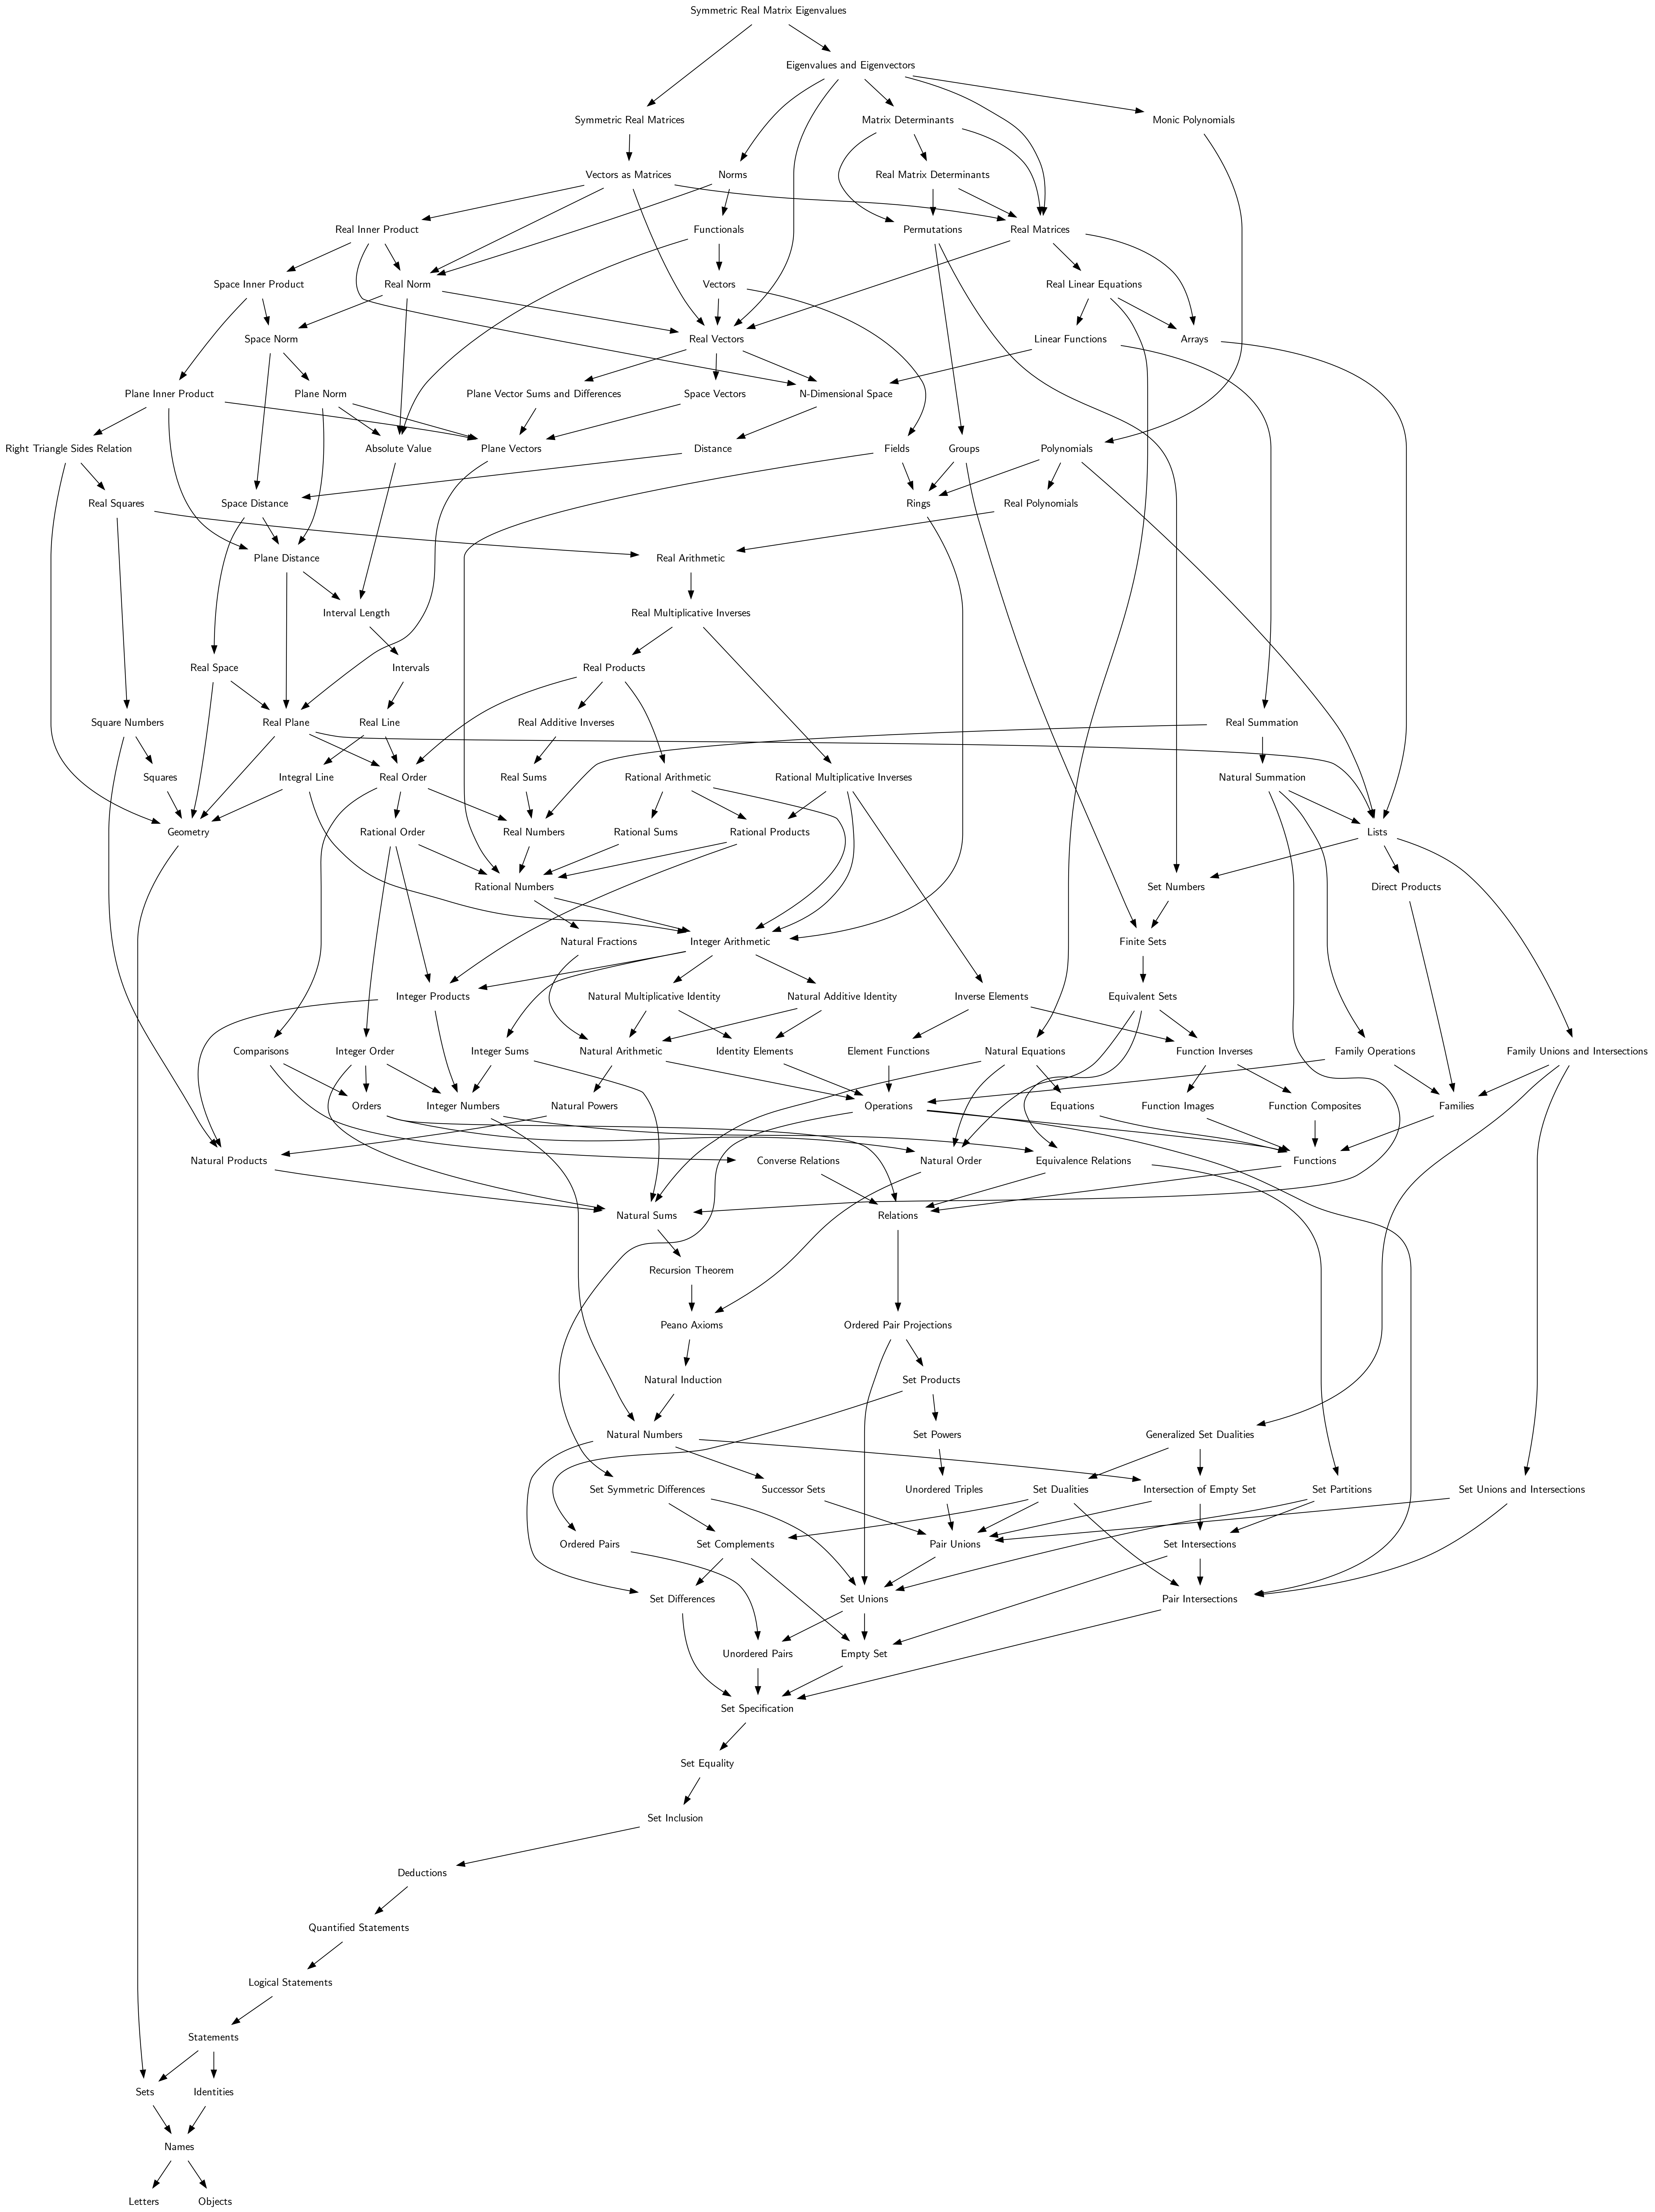 Symmetric Real Matrix Eigenvalues
Eigenvalues and Eigenvectors
Symmetric Real Matrices
Matrix Determinants
Monic Polynomials
Vectors as Matrices
Norms
Real Matrix Determinants
Real Inner Product
Functionals
Permutations
Real Matrices
Space Inner Product
Real Norm
Vectors
Real Linear Equations
Space Norm
Real Vectors
Linear Functions
Arrays
Plane Inner Product
Plane Norm
Plane Vector Sums and Differences
Space Vectors
N-Dimensional Space
Right Triangle Sides Relation
Absolute Value
Plane Vectors
Distance
Fields
Groups
Polynomials
Real Squares
Space Distance
Rings
Real Polynomials
Plane Distance
Real Arithmetic
Interval Length
Real Multiplicative Inverses
Real Space
Intervals
Real Products
Square Numbers
Real Plane
Real Line
Real Additive Inverses
Real Summation
Squares
Integral Line
Real Order
Real Sums
Rational Arithmetic
Rational Multiplicative Inverses
Natural Summation
Geometry
Rational Order
Real Numbers
Rational Sums
Rational Products
Lists
Rational Numbers
Set Numbers
Direct Products
Natural Fractions
Integer Arithmetic
Finite Sets
Integer Products
Natural Multiplicative Identity
Natural Additive Identity
Inverse Elements
Equivalent Sets
Comparisons
Integer Order
Integer Sums
Natural Arithmetic
Identity Elements
Element Functions
Natural Equations
Function Inverses
Family Operations
Family Unions and Intersections
Orders
Integer Numbers
Natural Powers
Operations
Equations
Function Images
Function Composites
Families
Natural Products
Converse Relations
Natural Order
Equivalence Relations
Functions
Natural Sums
Relations
Recursion Theorem
Peano Axioms
Ordered Pair Projections
Natural Induction
Set Products
Natural Numbers
Set Powers
Generalized Set Dualities
Set Symmetric Differences
Successor Sets
Unordered Triples
Set Dualities
Intersection of Empty Set
Set Partitions
Set Unions and Intersections
Ordered Pairs
Set Complements
Pair Unions
Set Intersections
Set Differences
Set Unions
Pair Intersections
Unordered Pairs
Empty Set
Set Specification
Set Equality
Set Inclusion
Deductions
Quantified Statements
Logical Statements
Statements
Sets
Identities
Names
Letters
Objects